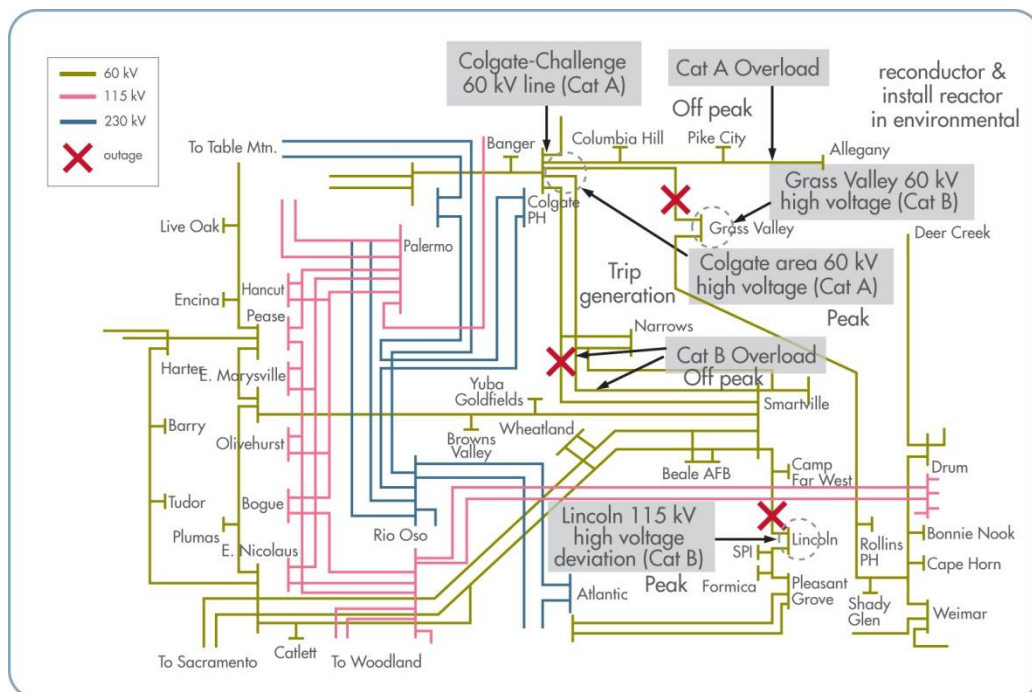 60 kV
115 kV
230 kV
outage
Colgate-Challenge
60 kV line (Cat A)
Cat A Overload
Off peak
reconductor &
install reactor
in environmental
To Table Mtn.
Banger
Columbia Hill
Pike City
Allegany
Colgate
PH
Grass Valley 60 kV
high voltage (Cat B)
Grass Valley
Deer Creek
Live Oak
Palermo
Colgate area 60 kV
high voltage (Cat A)
Peak
Trip
generation
Encina
Hancut
Pease
Narrows
Harter
E. Marysville
Cat B Overload
Off peak
Yuba
Goldfields
Smartville
Barry
Wheatland
Browns
Valley
Olivehurst
Beale AFB
Camp
Far West
Drum
Tudor
Bogue
Plumas
Rio Oso
Lincoln 115 kV
high voltage
deviation (Cat B)
Peak
Lincoln
SPI
Rollins
PH
Bonnie Nook
E. Nicolaus
Formica
Pleasant
Grove
Cape Horn
Atlantic
Shady
Glen
Weimar
To Sacramento
Catlett
To Woodland